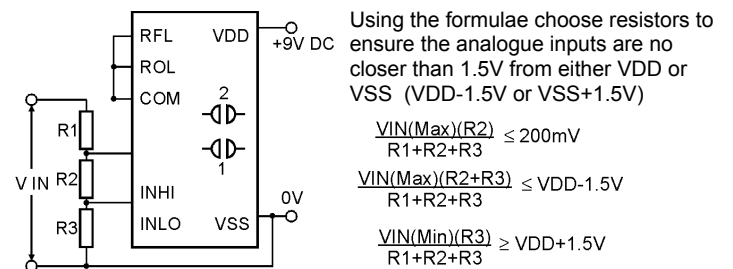 RFL VDD
+9V DC
ROL
COM
2
R1
1
V IN
R2
INHI
0V
R3
INLO VSS
Using the formulae choose resistors to
ensure the analogue inputs are no
closer than 1.5V from either VDD or
VSS (VDD-1.5V or VSS+1.5V)
VIN(Max)(R2)
R1+R2+R3
≤ 200mV
VIN(Max)(R2+R3)
R1+R2+R3
≤ VDD-1.5V
VIN(Min)(R3)
R1+R2+R3
≥ VDD+1.5V